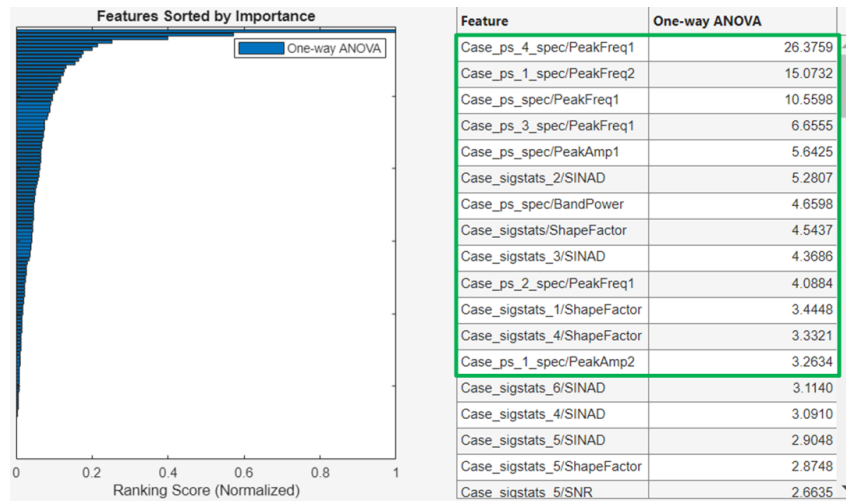 Features Sorted by Importance
One-way ANOVA
0 0.2 0.4 0.6 0.8 1
Ranking Score (Normalized)
Feature One-way ANOVA
Case_ps_4_spec/PeakFreq1 26.3759
Case_ps_1_spec/PeakFreq2 15.0732
Case_ps_spec/PeakFreq1 10.5598
Case_ps_3_spec/PeakFreq1 6.6555
Case_ps_spec/PeakAmp1 5.6425
Case_sigstats_2/SINAD 5.2807
Case_ps_spec/BandPower 4.6598
Case_sigstats/ShapeFactor 4.5437
Case_sigstats_3/SINAD 4.3686
Case_ps_2_spec/PeakFreq1 4.0884
Case_sigstats_1/ShapeFactor 3.4448
Case_sigstats_4/ShapeFactor 3.3321
Case_ps_1_spec/PeakAmp2 3.2634
Case_sigstats_6/SINAD 3.1140
Case_sigstats_4/SINAD 3.0910
Case_sigstats_5/SINAD 2.9048
Case_sigstats_5/ShapeFactor 2.8748
Case_sigstats_5/SNR 2.6635